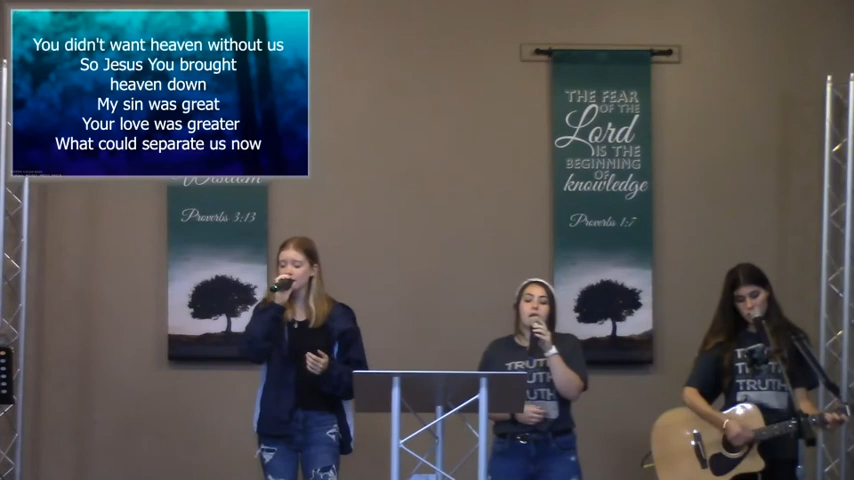 You didn't want heaven without us
So Jesus You brought
heaven down
My sin was great
Your love was greater
What could separate us now
Wisdom
Proverbs 3:13
THE FEAR
OF THE
Lord
IS THE
BEGINNING
OF
knowledge
Proverbs 1:7
TRUTH
TRUTH
TRUTH